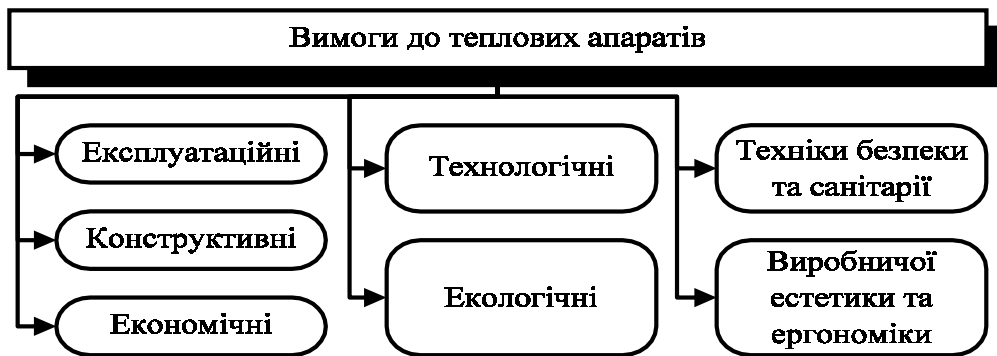 Вимоги до теплових апаратів
Експлуатаційні
Конструктивні
Економічні
Технологічні
Екологічні
Техніки безпеки
та санітарії
Виробничої
естетики та
ергономіки